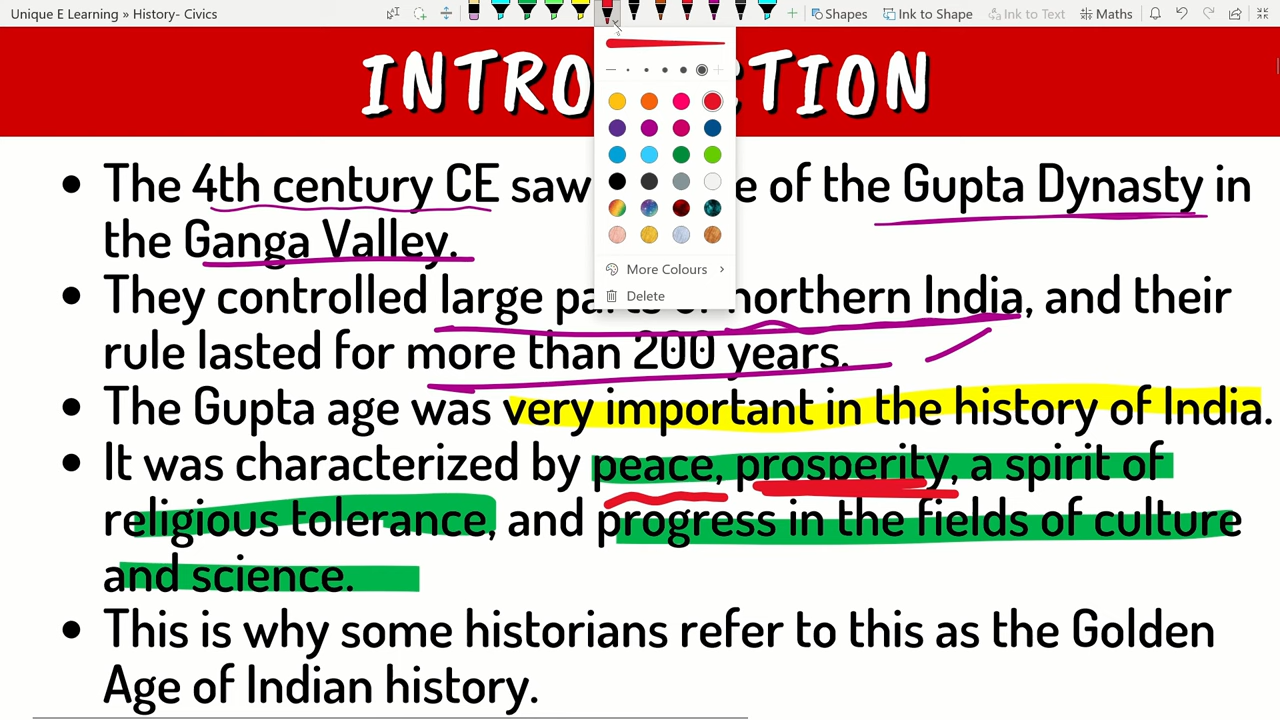 Unique E Learning » History- Civics
Shapes Ink to Shape Ink to Text Maths
INTRO CTION
The 4th century CE saw e of the Gupta Dynasty in
the Ganga Valley.
They controlled large parts of northern India, and their
rule lasted for more than 200 years.
The Gupta age was very important in the history of India.
It was characterized by peace, prosperity, a spirit of
religious tolerance, and progress in the fields of culture
and science.
This is why some historians refer to this as the Golden
Age of Indian history.
More Colours
Delete